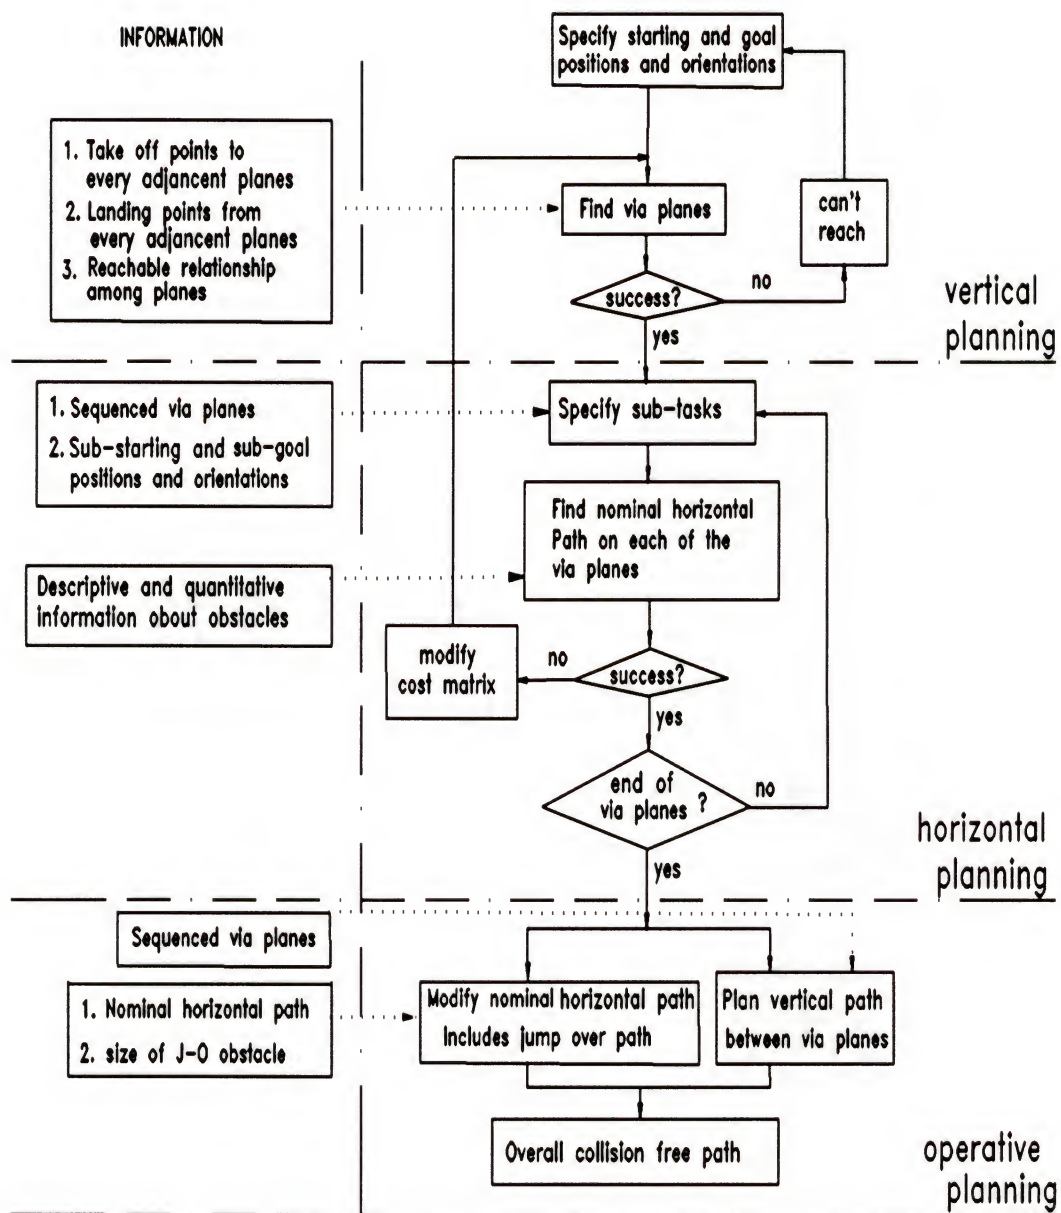 INFORMATION
Specify starting and goal
positions and orientations
1. Take off points to
every adjancent planes
2. Landing points from
every adjancent planes
3. Reachable relationship
among planes
Find via planes
can't
reach
success?
no
yes
vertical
planning
1. Sequenced via planes
2. Sub-starting and sub-goal
positions and orientations
Specify sub-tasks
Find nominal horizontal
Path on each of the
via planes
Descriptive and quantitative
information obout obstacles
modify
cost matrix
no
success?
yes
end of
via planes ?
no
yes
horizontal
planning
Sequenced via planes
1. Nominal horizontal path
2. size of J-O obstacle
Modify nominal horizontal path
Includes jump over path
Plan vertical path
between via planes
Overall collision free path
operative
planning